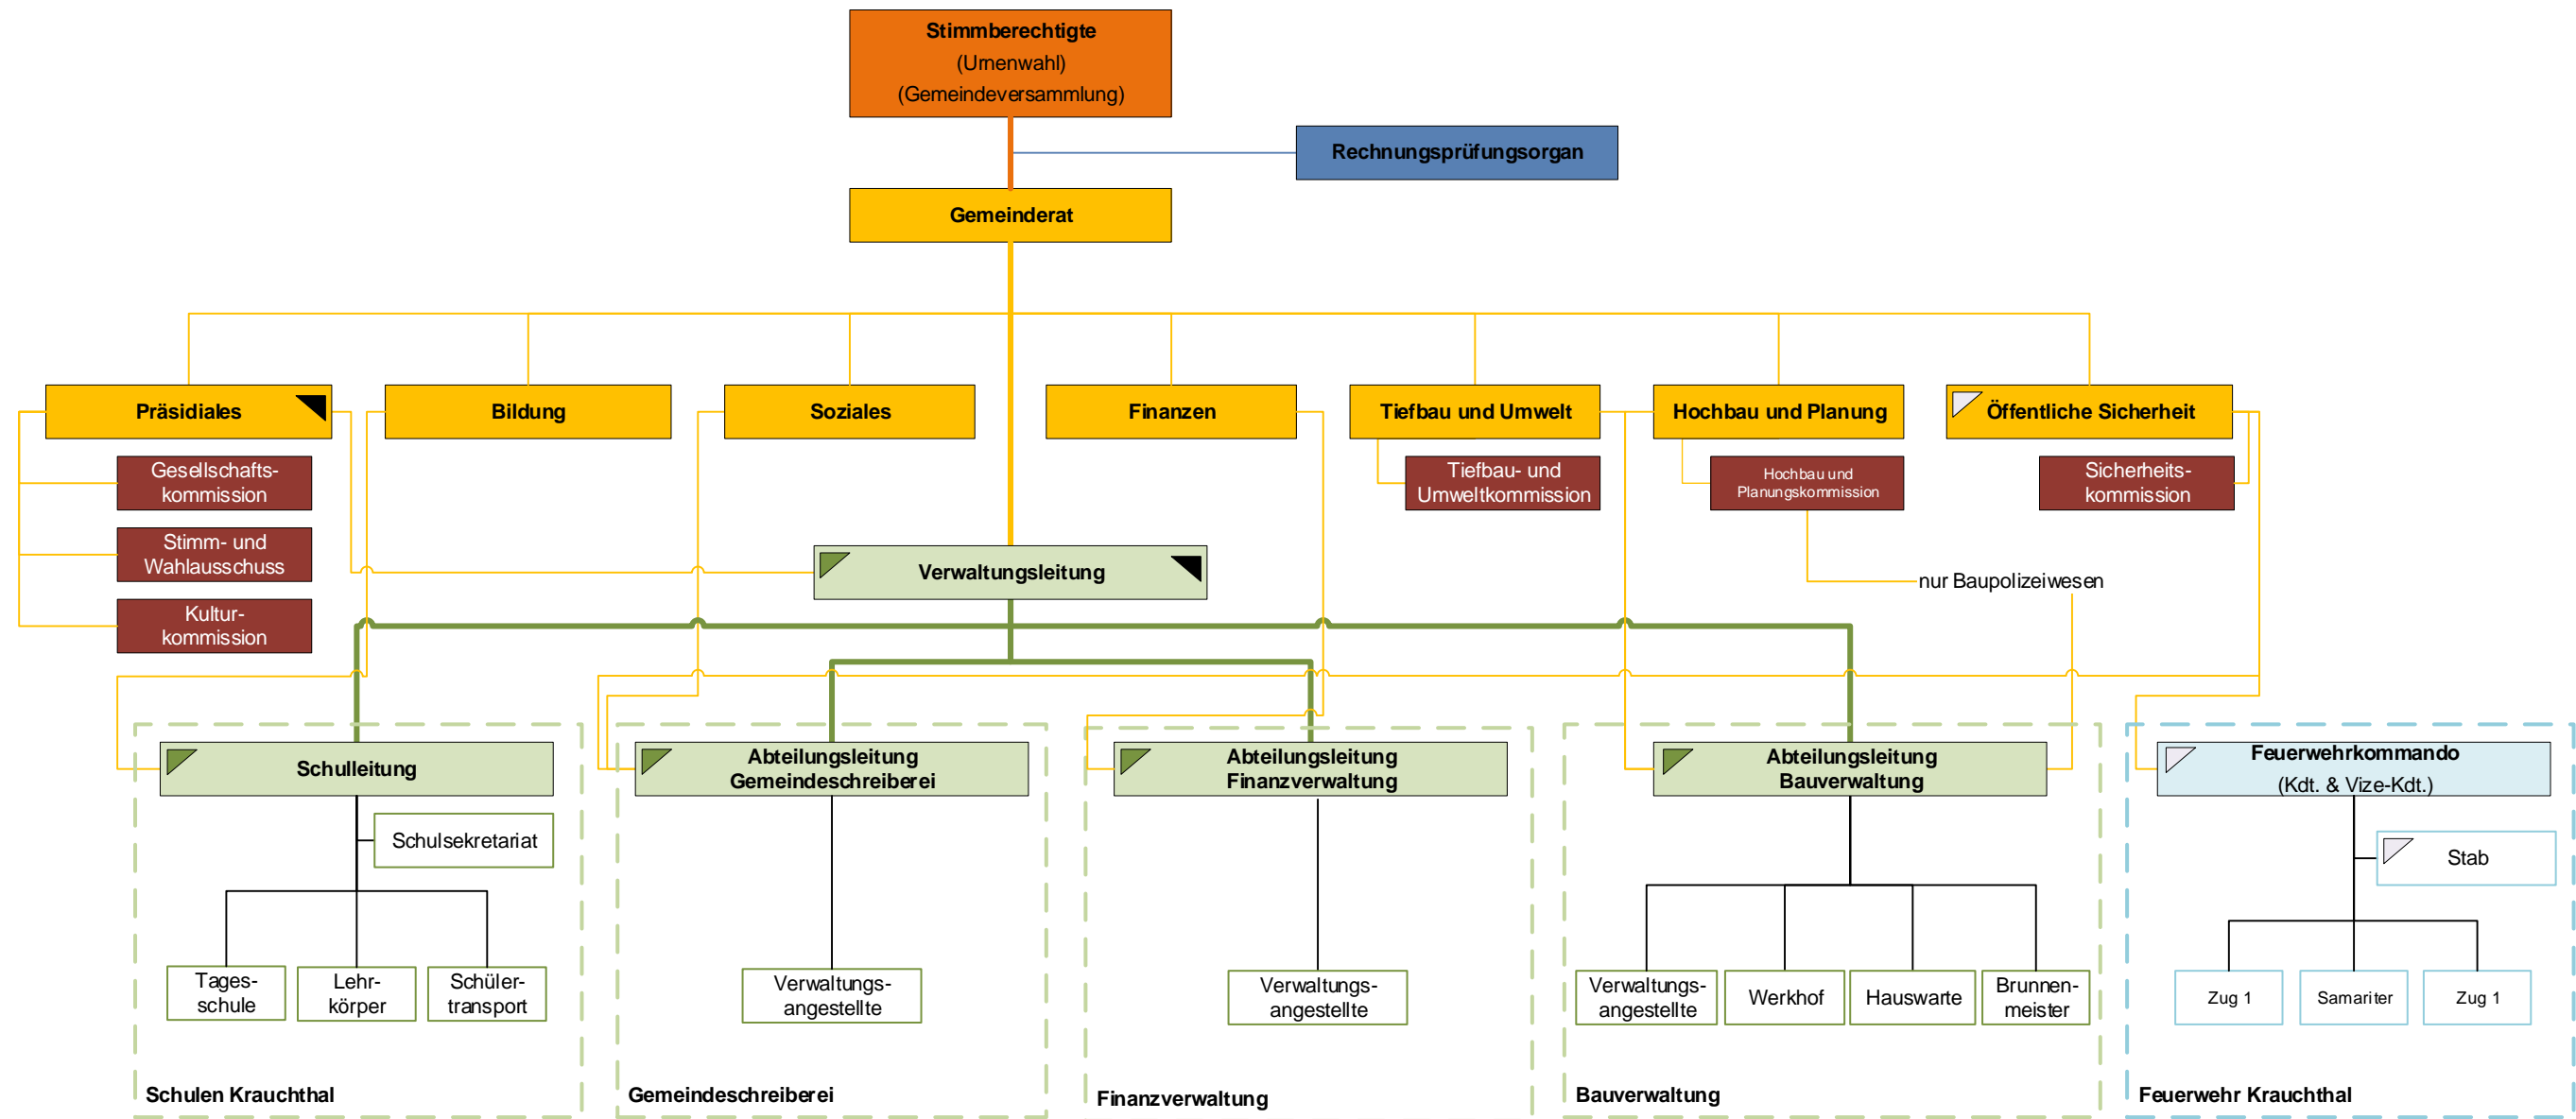 Stimmberechtigte
(Urnenwahl)
(Gemeindeversammlung)
Rechnungsprüfungsorgan
Gemeinderat
Präsidiales
Bildung
Soziales
Finanzen
Tiefbau und Umwelt
Hochbau und Planung
Öffentliche Sicherheit
Gesellschafts-
kommission
Tiefbau- und
Umweltkommission
Hochbau und
Planungskommission
Sicherheits-
kommission
Stimm- und
Wahlausschuss
Kultur-
kommission
Verwaltungsleitung
nur Baupolizeiwesen
Schulleitung
Abteilungsleitung
Gemeindeschreiberei
Abteilungsleitung
Finanzverwaltung
Abteilungsleitung
Bauverwaltung
Feuerwehrkommando
(Kdt. & Vize-Kdt.)
Schulsekretariat
Stab
Tages-
schule
Lehr-
körper
Schüler-
transport
Verwaltungs-
angestellte
Verwaltungs-
angestellte
Verwaltungs-
angestellte
Werkhof
Hauswarte
Brunnen-
meister
Zug 1
Samariter
Zug 1
Schulen Krauchthal
Gemeindeschreiberei
Finanzverwaltung
Bauverwaltung
Feuerwehr Krauchthal